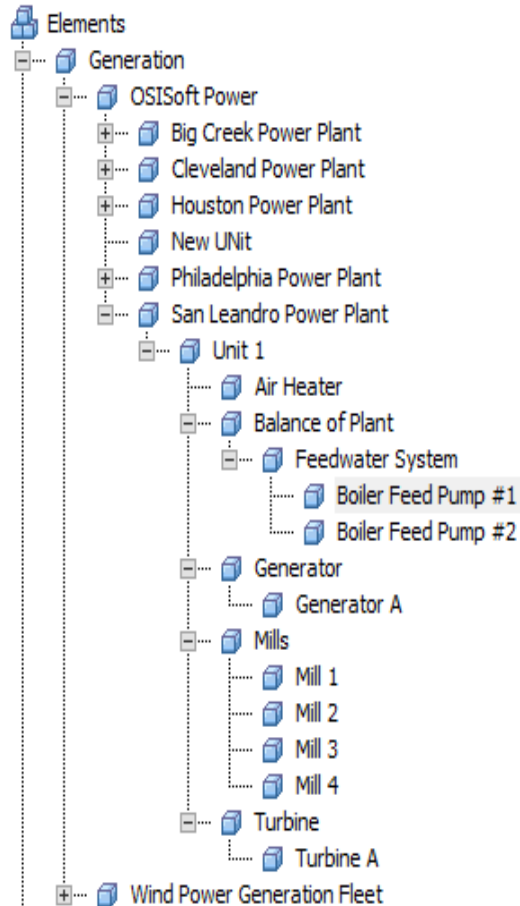 Elements
Generation
OSISoft Power
Big Creek Power Plant
Cleveland Power Plant
Houston Power Plant
New UNit
Philadelphia Power Plant
San Leandro Power Plant
Unit 1
Air Heater
Balance of Plant
Feedwater System
Boiler Feed Pump #1
Boiler Feed Pump #2
Generator
Generator A
Mills
Mill 1
Mill 2
Mill 3
Mill 4
Turbine
Turbine A
Wind Power Generation Fleet